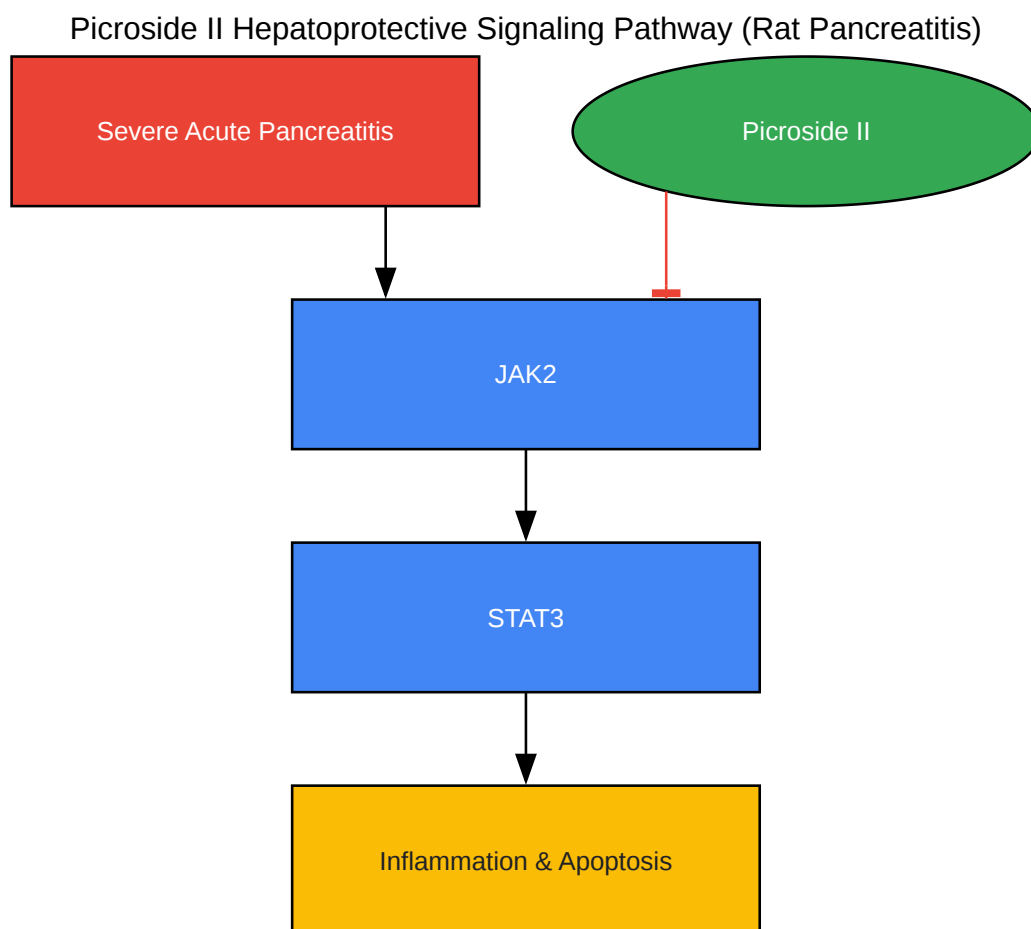 Picroside II Hepatoprotective Signaling Pathway (Rat Pancreatitis)
Severe Acute Pancreatitis
Picroside II
JAK2
STAT3
Inflammation & Apoptosis